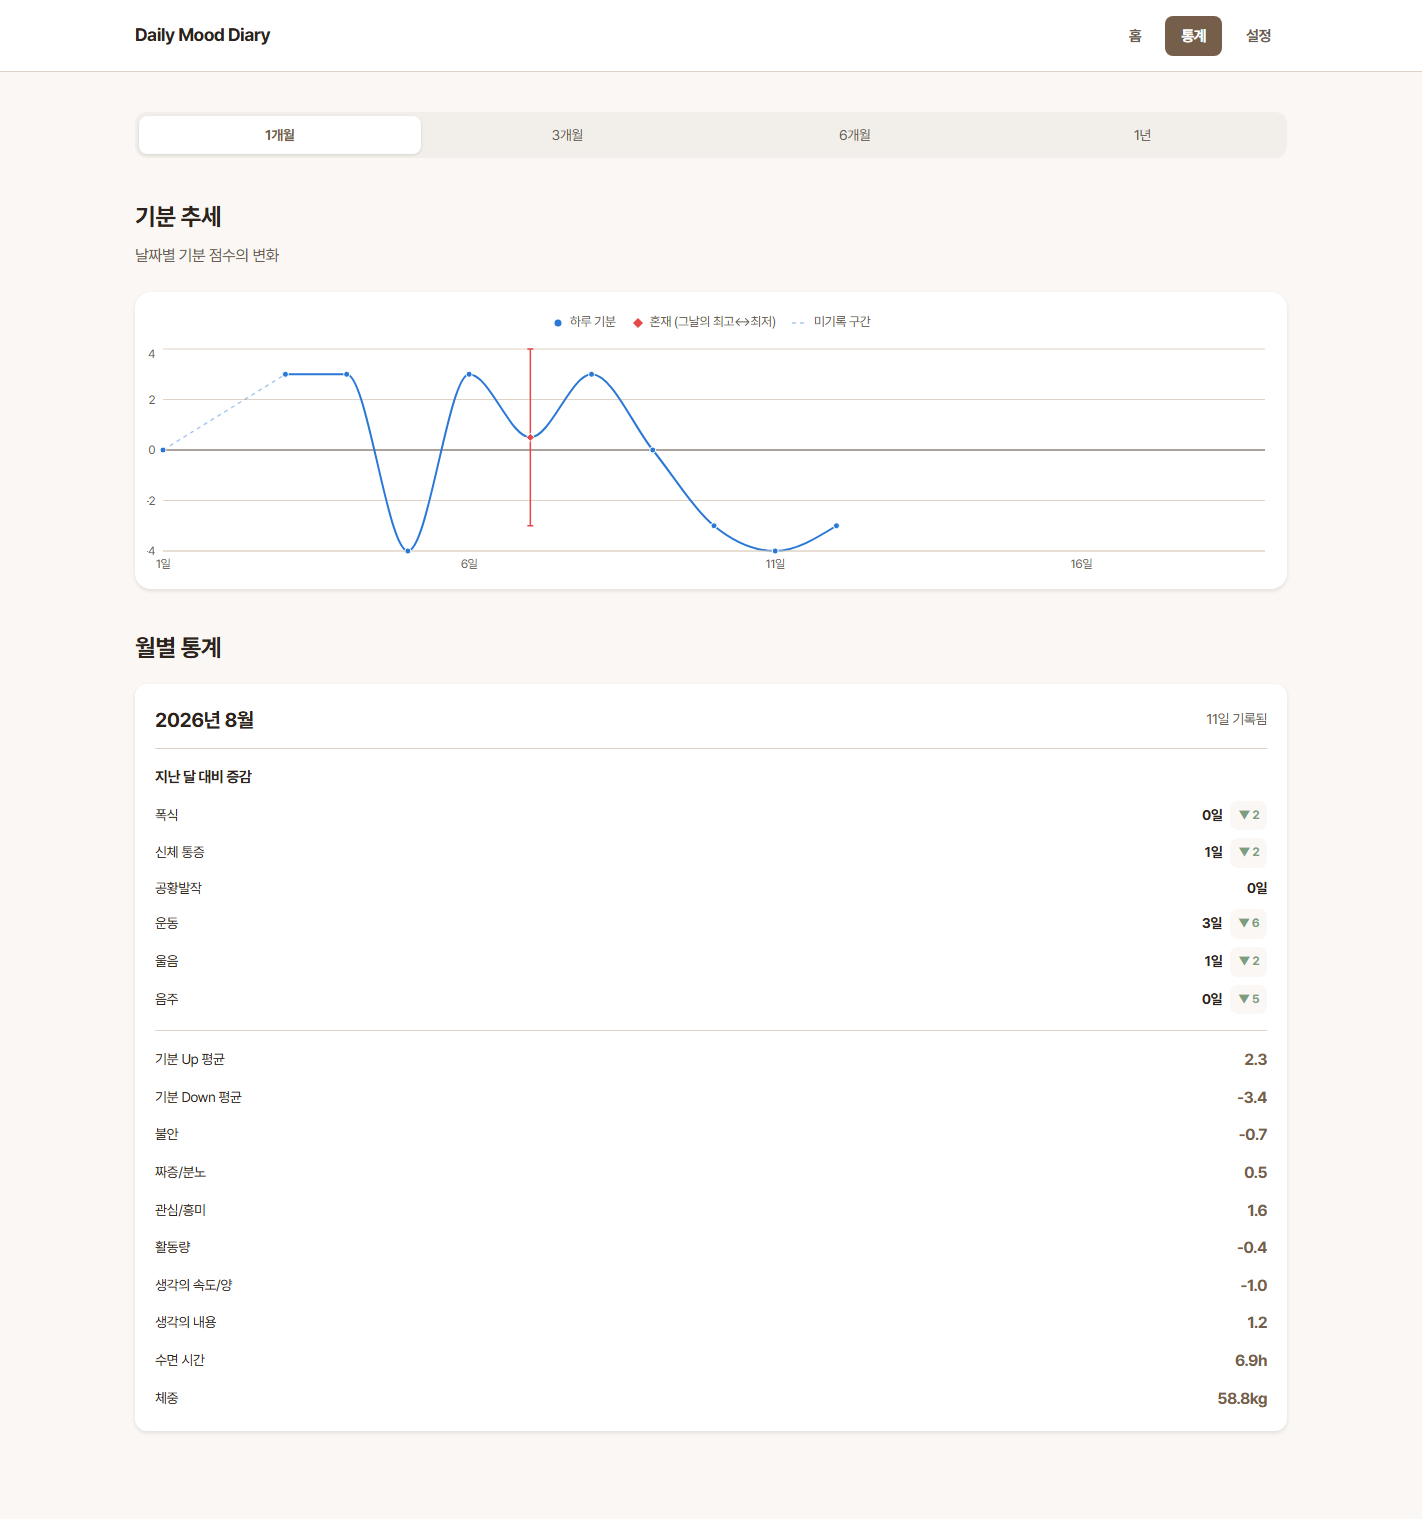 Daily Mood Diary
홈
통계
설정
1개월
3개월
6개월
1년
기분 추세
날짜별 기분 점수의 변화
하루 기분
혼재 (그날의 최고↔최저)
미기록 구간
4
2
0
-2
-4
1일
6일
11일
16일
월별 통계
2026년 8월
11일 기록됨
지난 달 대비 증감
폭식 0일 ▼2
신체 통증 1일 ▼2
공황발작 0일
운동 3일 ▼6
울음 1일 ▼2
음주 0일 ▼5
기분 Up 평균 2.3
기분 Down 평균 -3.4
불안 -0.7
짜증/분노 0.5
관심/흥미 1.6
활동량 -0.4
생각의 속도/양 -1.0
생각의 내용 1.2
수면 시간 6.9h
체중 58.8kg